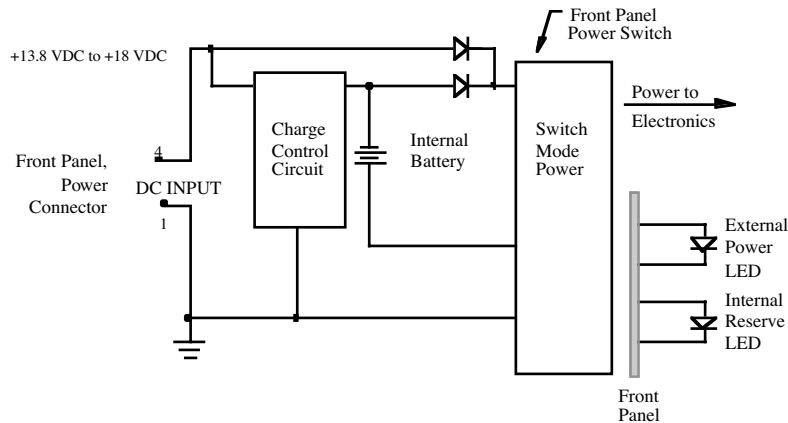 Front Panel
Power Switch
+13.8 VDC to +18 VDC
Power to
Electronics
Charge
Control
Circuit
Internal
Battery
Switch
Mode
Power
4
Front Panel,
Power
Connector
DC INPUT
1
External
Power
LED
Internal
Reserve
LED
Front
Panel